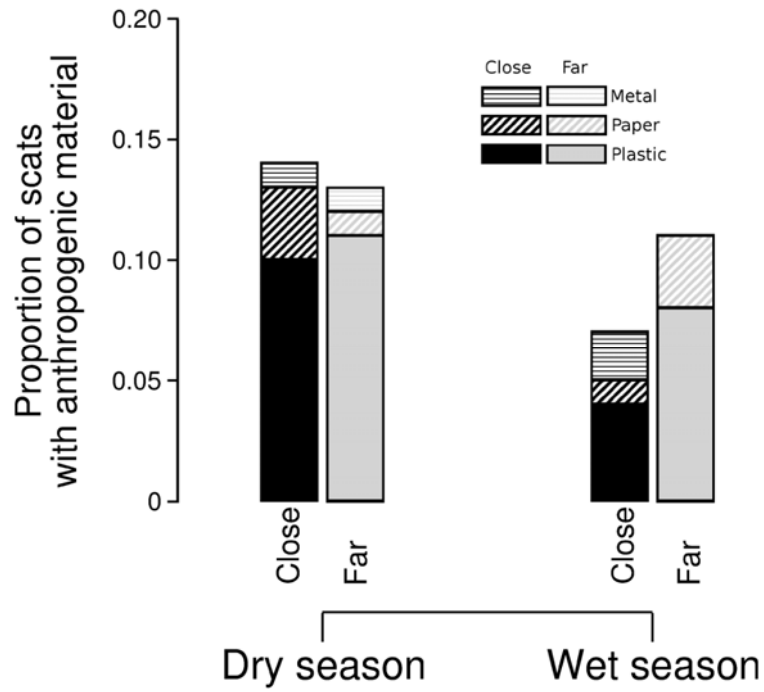 Proportion of scats
with anthropogenic material
0.20
0.15
0.10
0.05
0
Close Far
Metal
Paper
Plastic
Close
Far
Close
Far
Dry season
Wet season